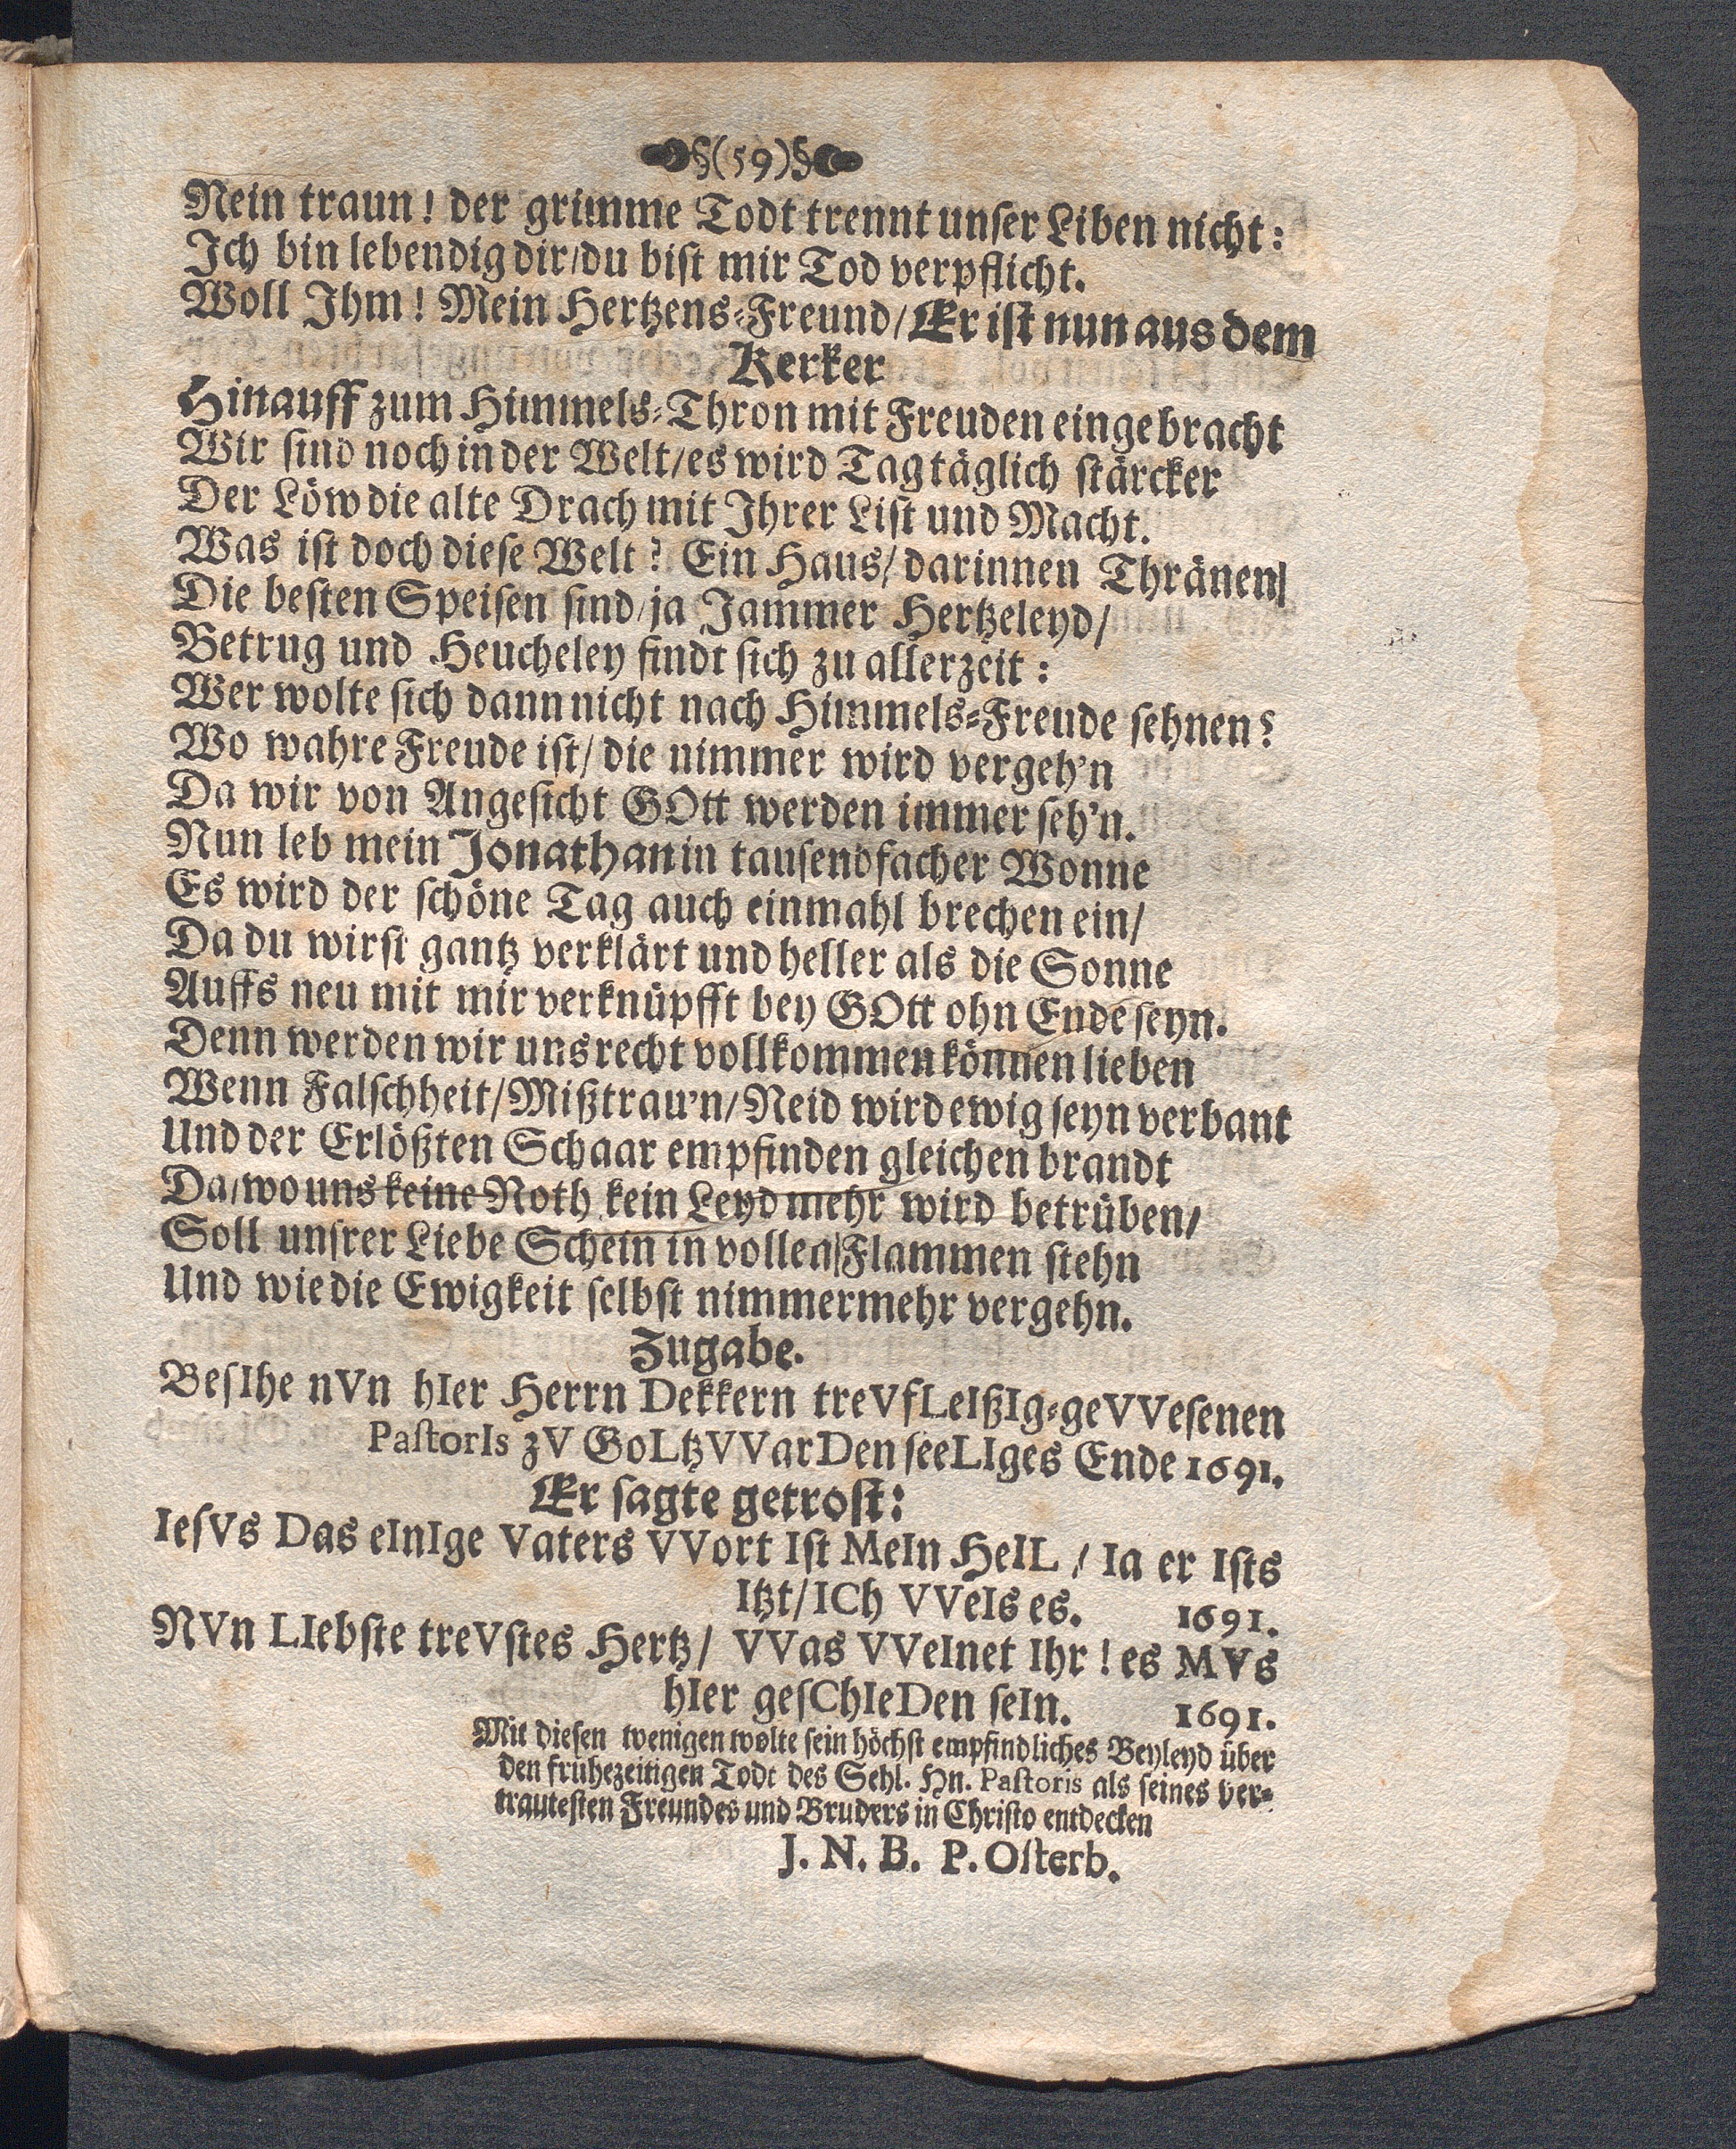 §(59)§
Nein traun! der grimme Todt trennt unſer Liben nicht:
Ich bin lebendig dir/du biſt mir Tod verpflicht.
Woll Ihm! Mein Hertzens-Freund/Er iſt nun aus dem
Kerker
Hinauff zum Himmels-Thron mit Freuden eingebracht
Wir ſind noch in der Welt/es wird Tagtäglich ſtärcker
Der Löw die alte Drach mit Ihrer Liſt und Macht.
Was iſt doch dieſe Welt? Ein Haus/darinnen Thränen/
Die beſten Speiſen ſind/ja Jammer Hertzeleyd/
Betrug und Heucheley findt ſich zu allerzeit:
Wer wolte ſich dann nicht nach Himmels-Freude ſehnen?
Wo wahre Freude iſt/die nimmer wird vergeh'n
Da wir von Angeſicht GOtt werden immer ſeh'n.
Nun leb mein Jonathan in tauſendfacher Wonne
Es wird der ſchöne Tag auch einmahl brechen ein/
Da du wirſt gantz verklärt und heller als die Sonne
Auffs neu mit mir verknüpfft bey GOtt ohn Ende ſeyn.
Denn werden wir uns recht vollkommen können lieben
Wenn Falſchheit/Mißtrau'n/Neid wird ewig ſeyn verbant
Und der Erlößten Schaar empfinden gleichen brandt
Da/wo uns keine Noth kein Leyd mehr wird betrüben/
Soll unſrer Liebe Schein in vollen Flammen ſtehn
Und wie die Ewigkeit ſelbſt nimmermehr vergehn.
Zugabe.
BeſIhe nVn hIer Herrn Dekkern treVfLeIßIg-geVVeſenen
PaſtorIs zV GoLtzVVarDen ſeeLIges Ende 1691.
Er ſagte getroſt:
IeſVs Das eInIge Vaters VVort Iſt MeIn HeIL / Ia er Iſts
Itzt/ICh VVeIs es. 1691.
NVn LIebſte treVſtes Hertz/ VVas VVeInet Ihr! es MVs
hIer geſChIeDen ſeIn. 1691.
Mit dieſen wenigen wolte ſein höchſt empfindliches Beyleyd über
den fruhezeitigen Todt des Sehl. Hn. Paſtoris als ſeines ver-
trauteſten Freundes und Bruders in Chriſto entdecken
J. N. B. P. Oſterb.